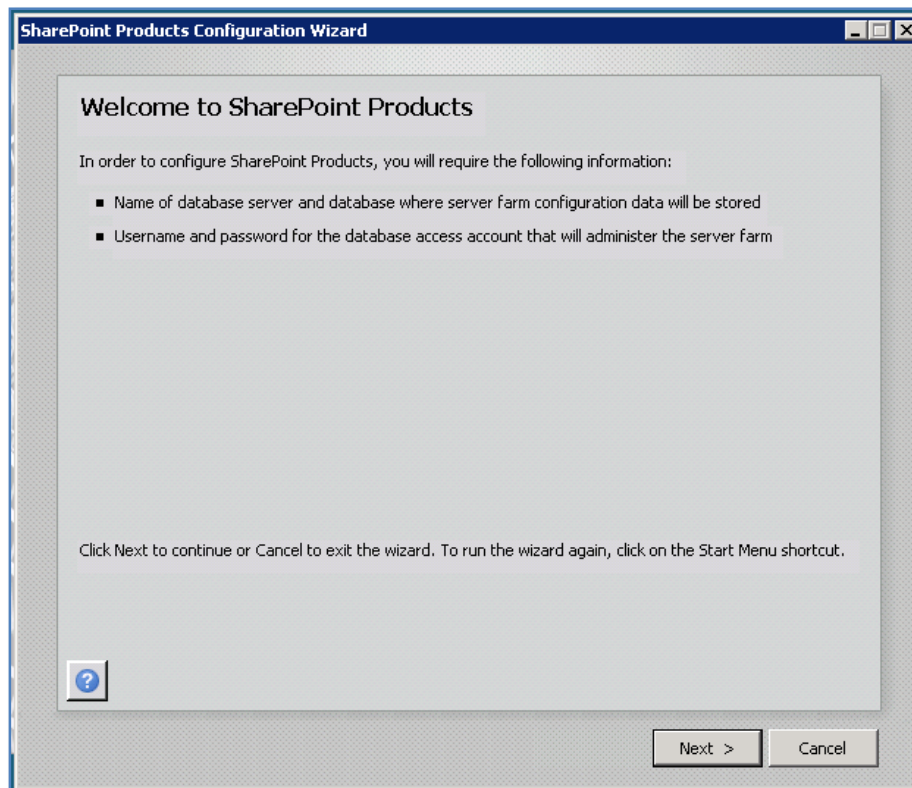 SharePoint Products Configuration Wizard
Welcome to SharePoint Products
In order to configure SharePoint Products, you will require the following information:
■ Name of database server and database where server farm configuration data will be stored
■ Username and password for the database access account that will administer the server farm
Click Next to continue or Cancel to exit the wizard. To run the wizard again, click on the Start Menu shortcut.
?
Next >
Cancel